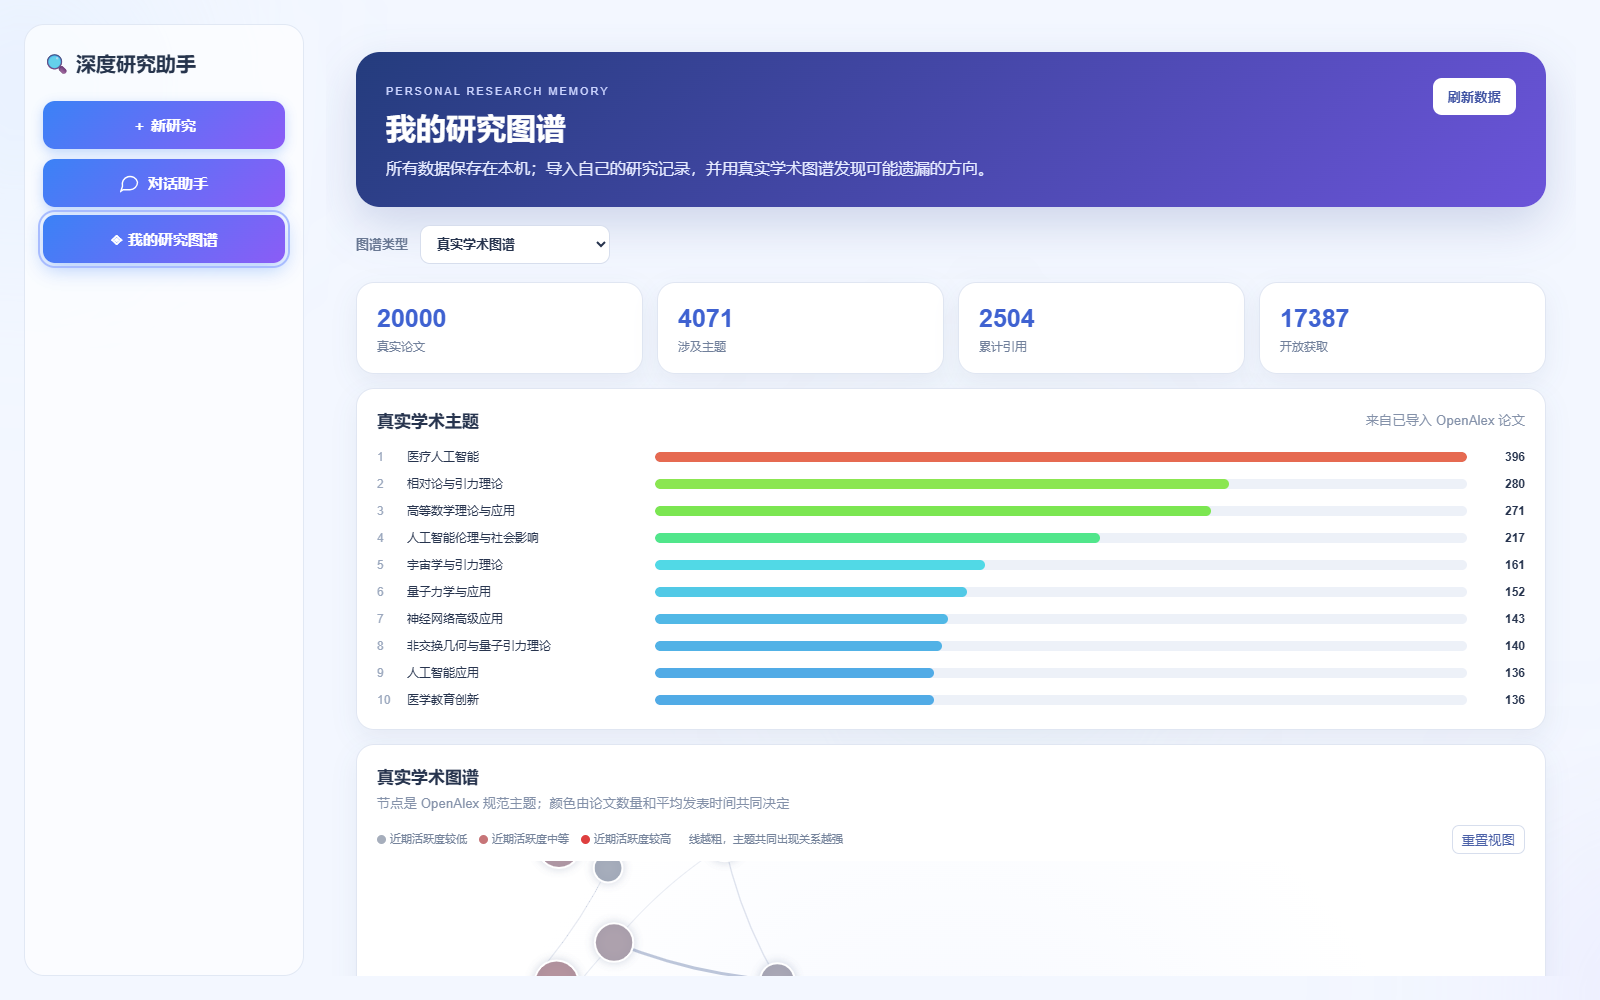 深度研究助手
+ 新研究
对话助手
我的研究图谱
PERSONAL RESEARCH MEMORY
我的研究图谱
所有数据保存在本机；导入自己的研究记录，并用真实学术图谱发现可能遗漏的方向。
刷新数据
图谱类型 真实学术图谱
20000
真实论文
4071
涉及主题
2504
累计引用
17387
开放获取
真实学术主题
来自已导入 OpenAlex 论文
1 医疗人工智能 396
2 相对论与引力理论 280
3 高等数学理论与应用 271
4 人工智能伦理与社会影响 217
5 宇宙学与引力理论 161
6 量子力学与应用 152
7 神经网络高级应用 143
8 非交换几何与量子引力理论 140
9 人工智能应用 136
10 医学教育创新 136
真实学术图谱
节点是 OpenAlex 规范主题；颜色由论文数量和平均发表时间共同决定
近期活跃度较低 近期活跃度中等 近期活跃度较高 线越粗，主题共同出现关系越强
重置视图